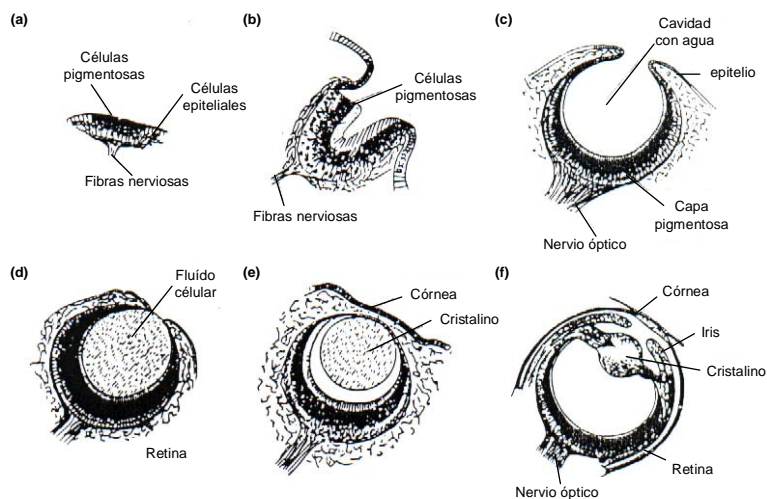 (a)
Células
pigmentosas
Células
epiteliales
Fibras nerviosas
(b)
Células
pigmentosas
Fibras nerviosas
(c)
Cavidad
con agua
epitelio
Capa
pigmentosa
Nervio óptico
(d)
Fluído
célular
Retina
(e)
Córnea
Cristalino
(f)
Córnea
Iris
Cristalino
Retina
Nervio óptico